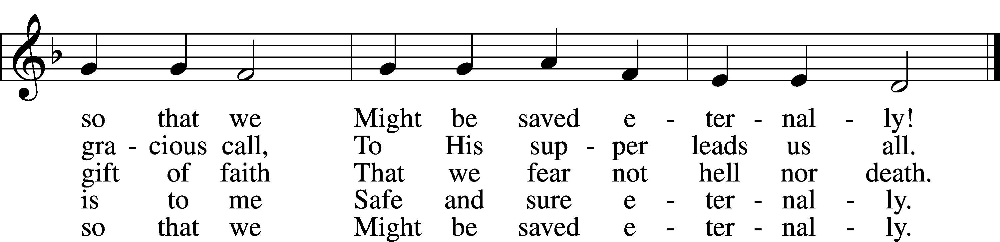 so that we Might be saved e - ter - nal - ly!
gra - cious call, To His sup - per leads us all.
gift of faith That we fear not hell nor death.
is to me Safe and sure e - ter - nal - ly.
so that we Might be saved e - ter - nal - ly.